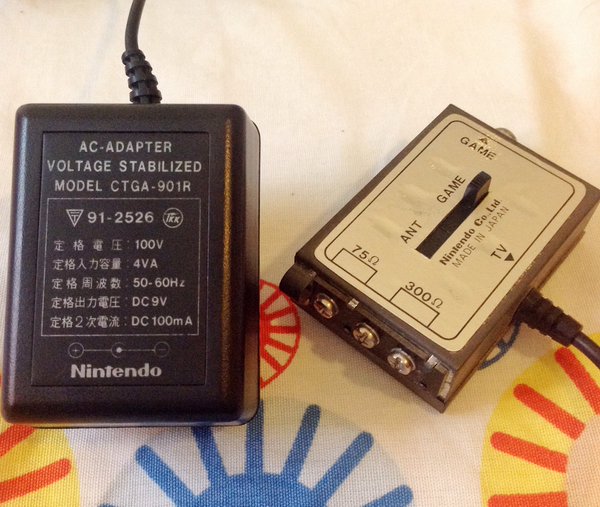 AC-ADAPTER
VOLTAGE STABILIZED
MODEL CTGA-901R
91-2526
定格電圧: 100V
定格入力容量: 4VA
定格周波数: 50-60Hz
定格出力電圧: DC9V
定格2次電流: DC100mA
Nintendo
GAME
ANT GAME
Nintendo Co.,Ltd.
MADE IN JAPAN
TV
75Ω
300Ω